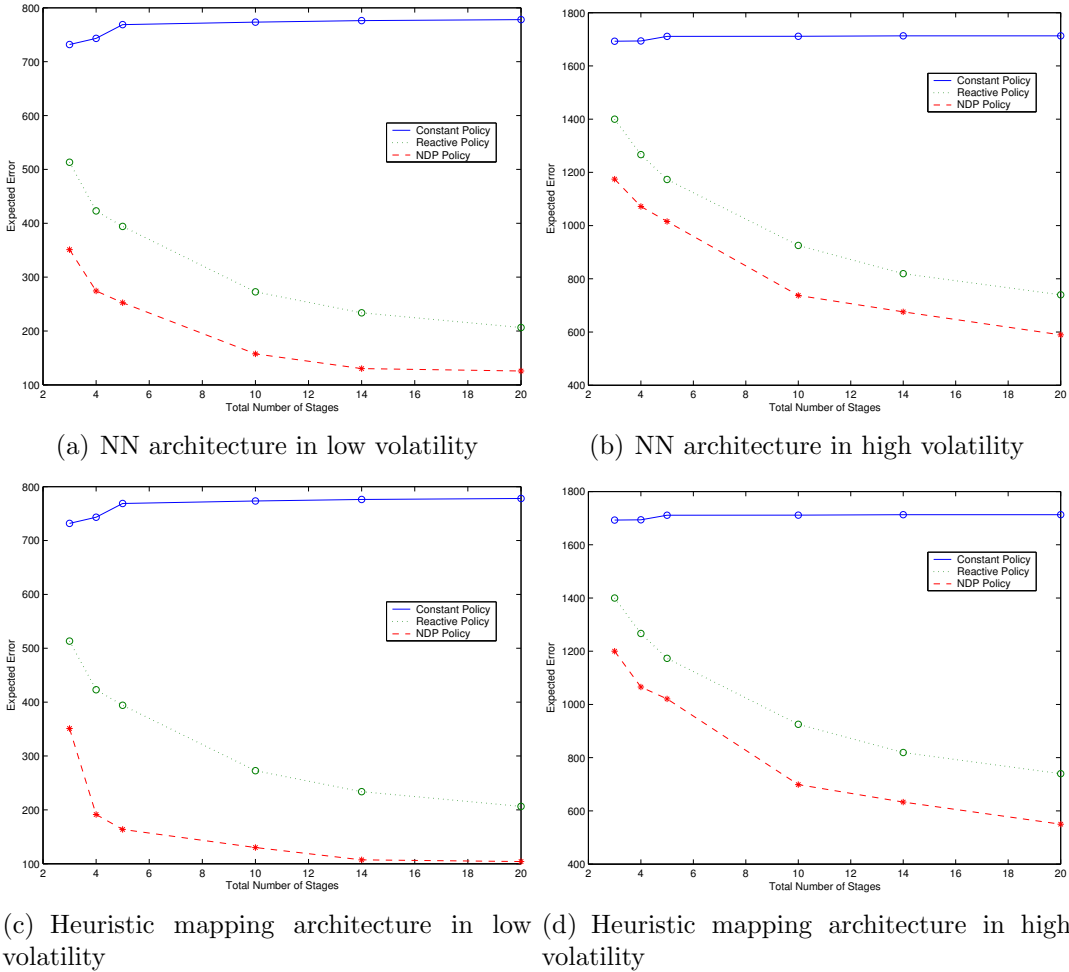 800
700
600
500
400
300
200
100
Expected Error
2 4 6 8 10 12 14 16 18 20
Total Number of Stages
Constant Policy
Reactive Policy
NDP Policy
(a) NN architecture in low volatility
1800
1600
1400
1200
1000
800
600
400
Expected Error
2 4 6 8 10 12 14 16 18 20
Total Number of Stages
Constant Policy
Reactive Policy
NDP Policy
(b) NN architecture in high volatility
800
700
600
500
400
300
200
100
Expected Error
2 4 6 8 10 12 14 16 18 20
Total Number of Stages
Constant Policy
Reactive Policy
NDP Policy
(c) Heuristic mapping architecture in low
volatility
1800
1600
1400
1200
1000
800
600
400
Expected Error
2 4 6 8 10 12 14 16 18 20
Total Number of Stages
Constant Policy
Reactive Policy
NDP Policy
(d) Heuristic mapping architecture in high
volatility